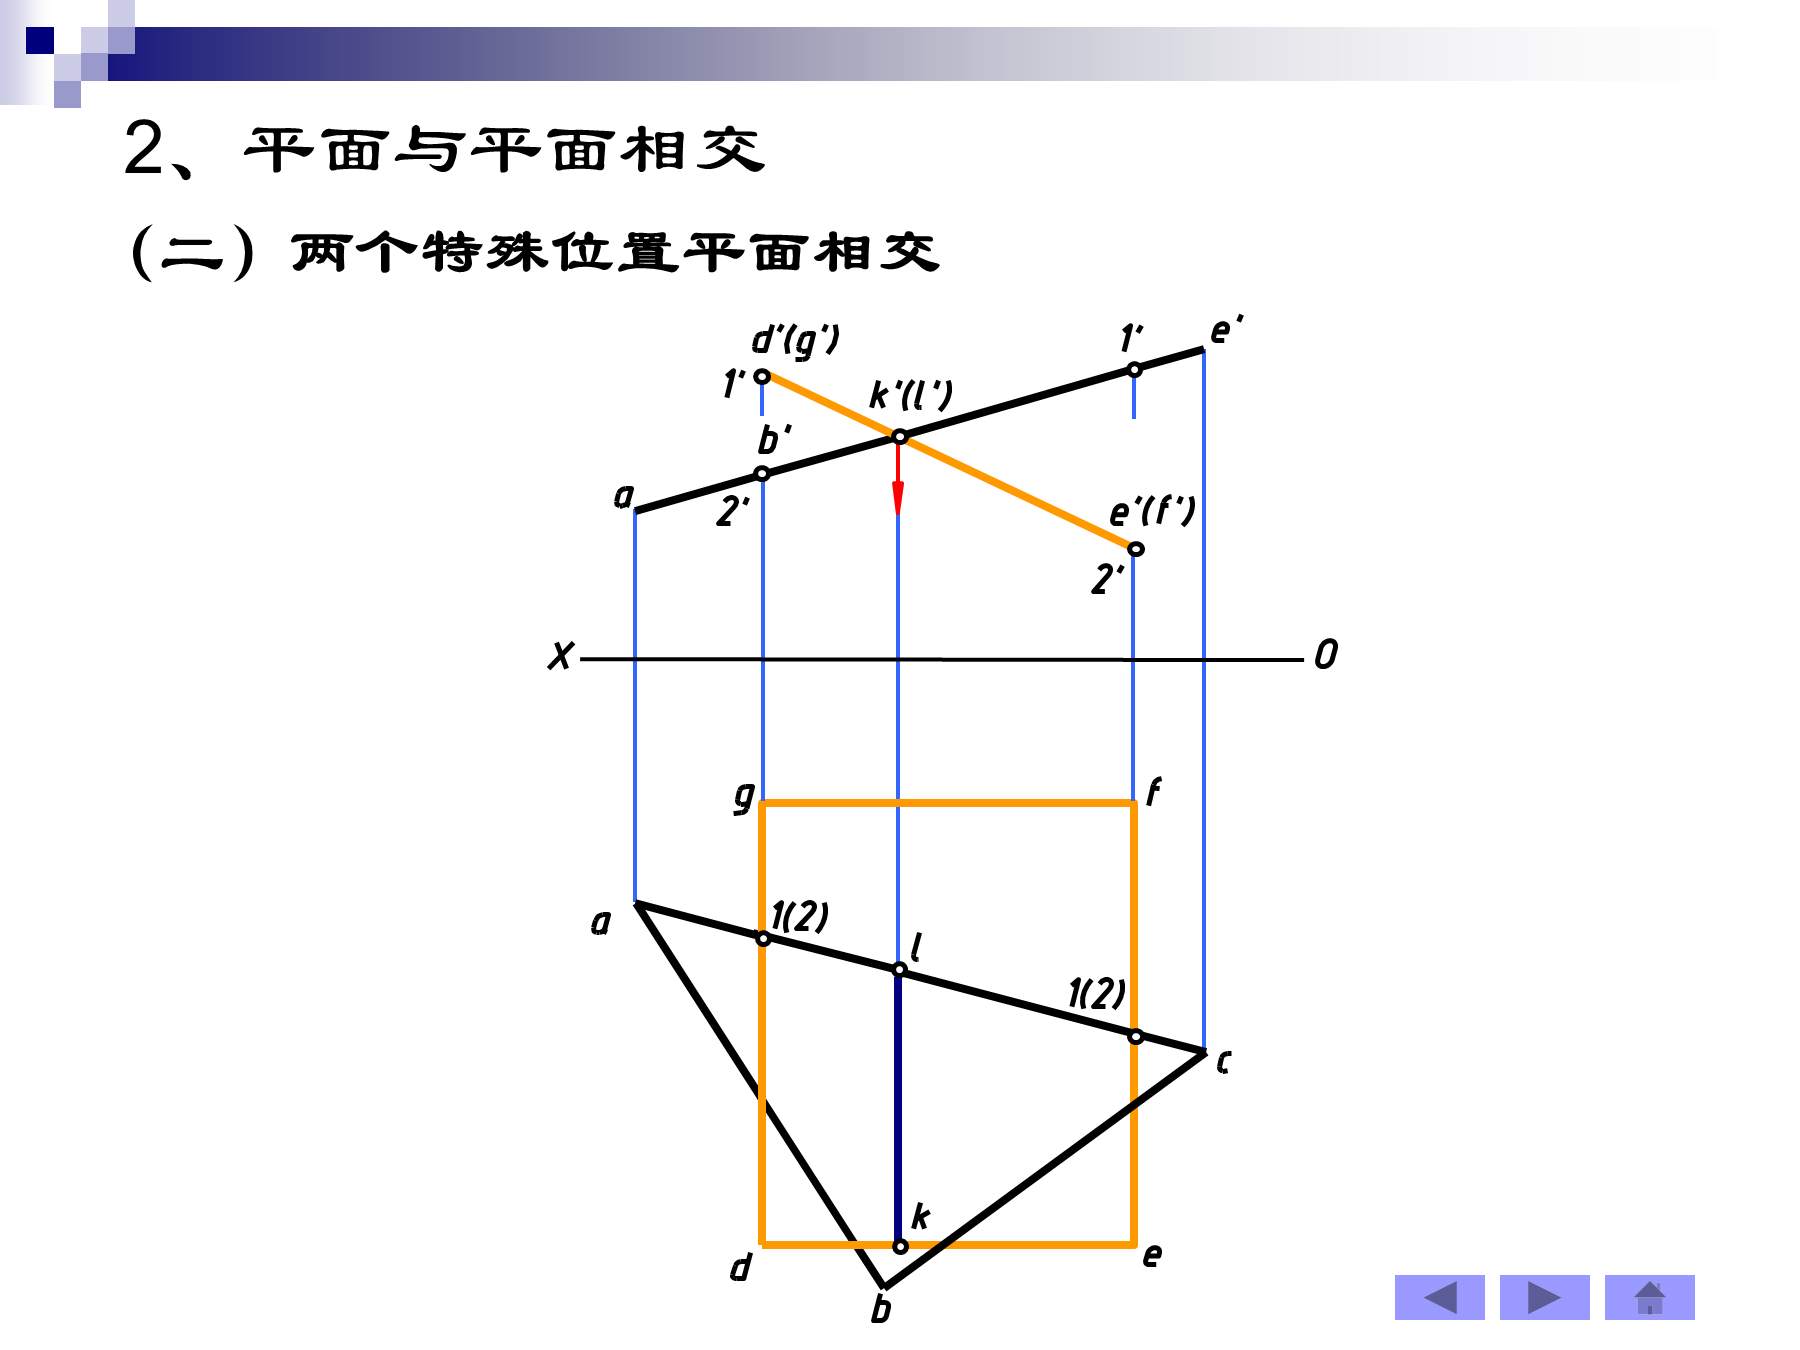 2、平面与平面相交
(二) 两个特殊位置平面相交
d'(g')
1'
e'
1'
k'(l')
b'
a
2'
e'(f')
2'
X
O
g
f
a
1(2)
l
1(2)
c
k
d
e
b